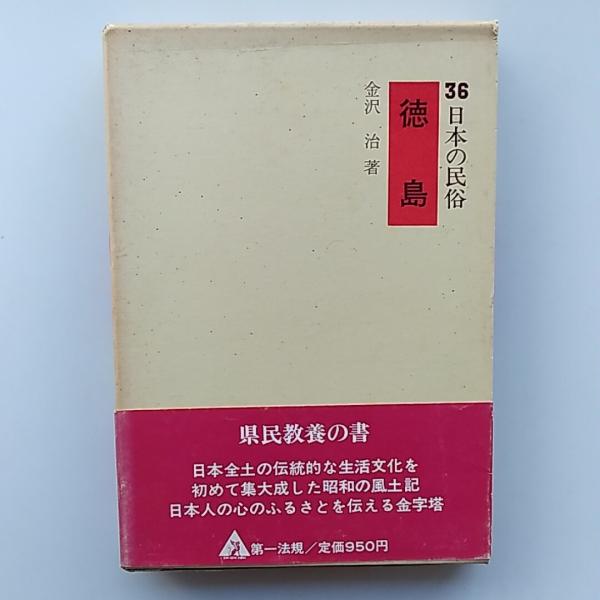 36 日本の民俗
徳島
金沢 治 著
県民教養の書
日本全土の伝統的な生活文化を
初めて集大成した昭和の風土記
日本人の心のふるさとを伝える金字塔
第一法規／定価950円